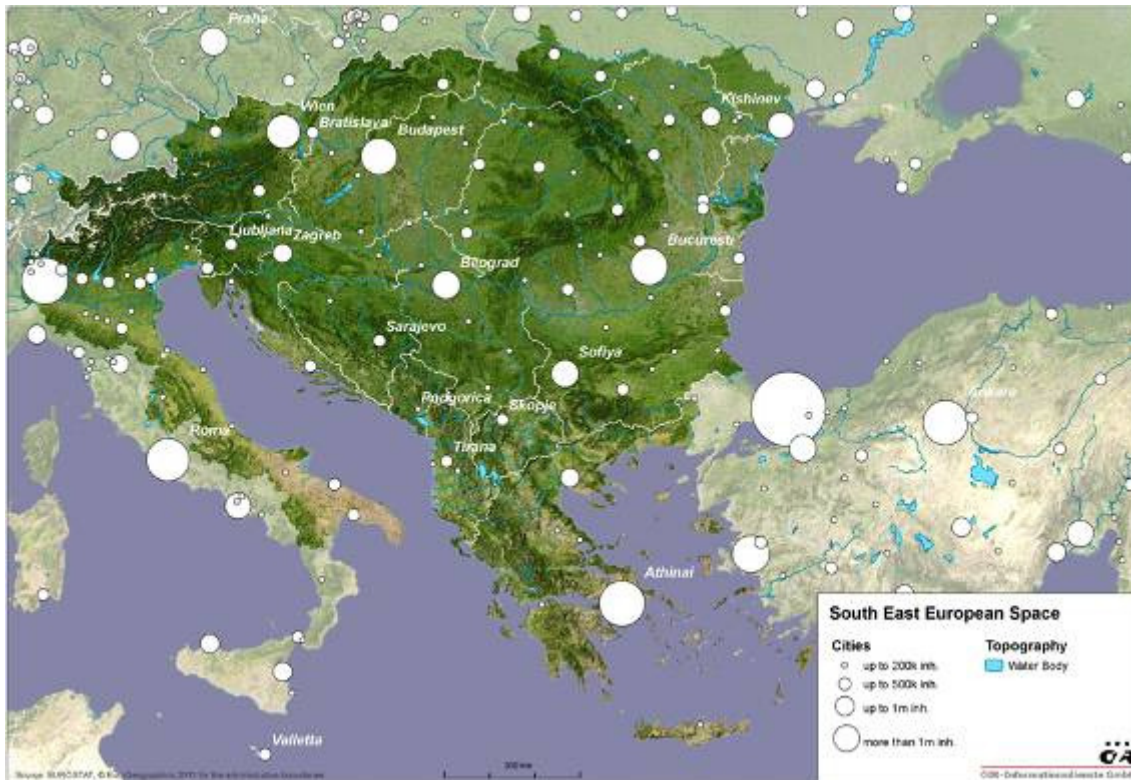 Praha
Wien
Bratislava
Budapest
Kishinev
Ljubljana
Zagreb
Beograd
Bucuresti
Sarajevo
Sofiya
Podgorica
Skopje
Tirana
Roma
Ankara
Athinai
Valletta
South East European Space
Cities
up to 200k inh.
up to 500k inh.
up to 1m inh.
more than 1m inh.
Topography
Water Body